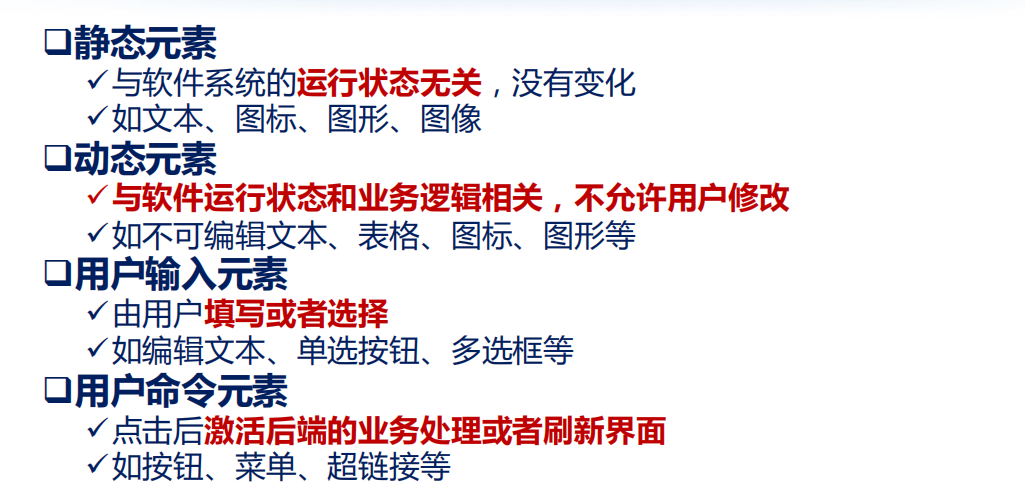 ❑静态元素
✓与软件系统的运行状态无关，没有变化
✓如文本、图标、图形、图像
❑动态元素
✓与软件运行状态和业务逻辑相关，不允许用户修改
✓如不可编辑文本、表格、图标、图形等
❑用户输入元素
✓由用户填写或者选择
✓如编辑文本、单选按钮、多选框等
❑用户命令元素
✓点击后激活后端的业务处理或者刷新界面
✓如按钮、菜单、超链接等